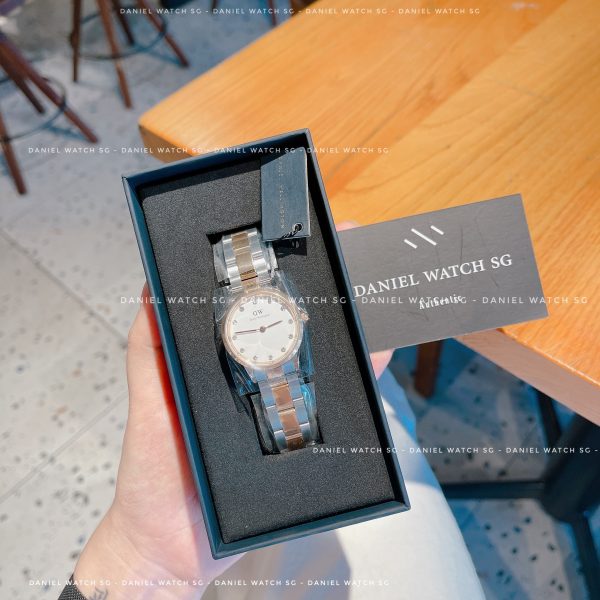 DANIEL WATCH SG - DANIEL WATCH SG - DANIEL WATCH SG - DANIEL WATCH SG
DANIEL WATCH SG - DANIEL WATCH SG - DANIEL WATCH SG - DANIEL WATCH SG
DANIEL WATCH SG
Authentic
DANIEL WATCH SG - DANIEL WATCH SG - DANIEL WATCH SG - DANIEL WATCH SG
DW
DANIEL WATCH SG - DANIEL WATCH SG - DANIEL WATCH SG -
DANIEL WATCH SG - DANIEL WATCH SG - DANIEL WATCH SG - DANIEL WATCH SG